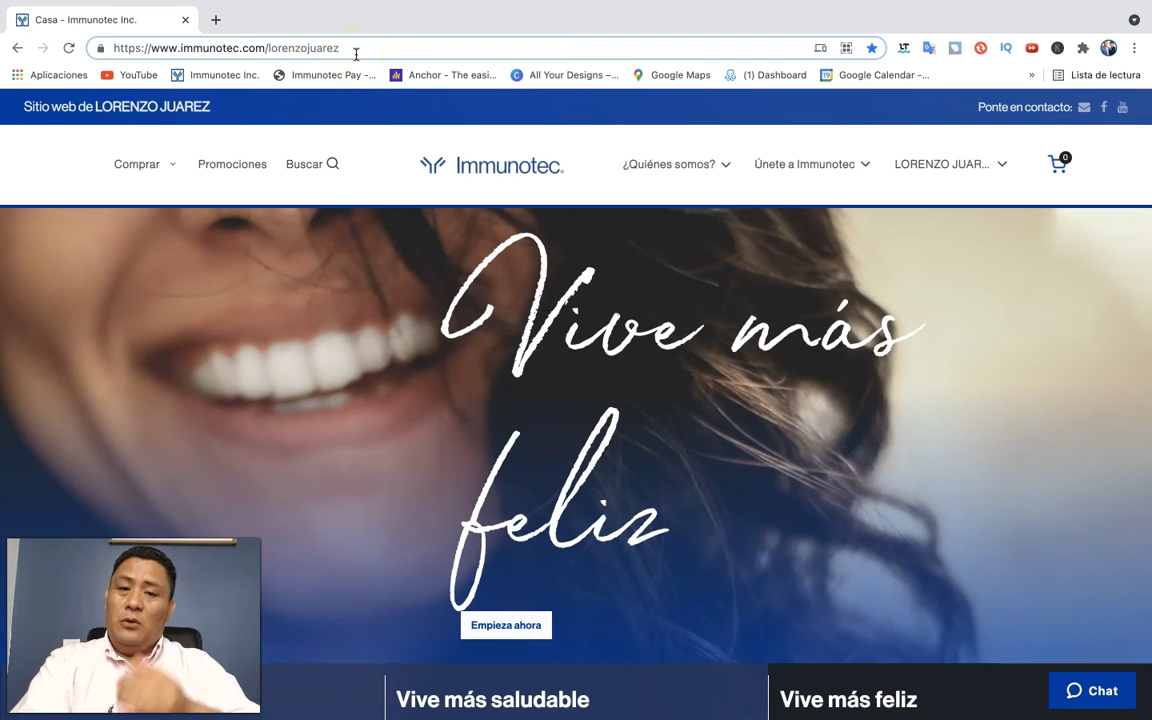 Casa - Immunotec Inc.
https://www.immunotec.com/lorenzojuarez
Aplicaciones YouTube Immunotec Inc. Immunotec Pay -... Anchor - The easi... All Your Designs –... Google Maps (1) Dashboard Google Calendar -... » Lista de lectura
Sitio web de LORENZO JUAREZ Ponte en contacto:
Comprar Promociones Buscar Immunotec ¿Quiénes somos? Únete a Immunotec LORENZO JUAR... 0
Vive más
feliz
Empieza ahora
Vive más saludable Vive más feliz
Chat